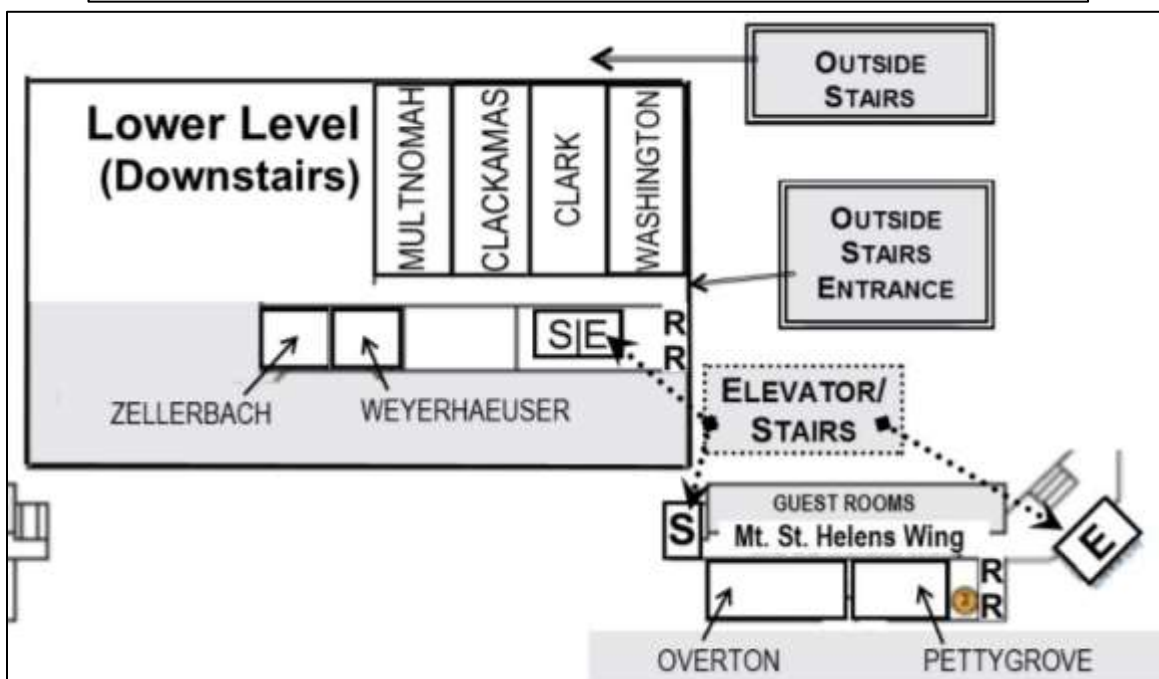 OUTSIDE
STAIRS
Lower Level
(Downstairs)
MULTNOMAH
CLACKAMAS
CLARK
WASHINGTON
OUTSIDE
STAIRS
ENTRANCE
S|E
R
R
ZELLERBACH
WEYERHAEUSER
ELEVATOR/
STAIRS
GUEST ROOMS
S
Mt. St. Helens Wing
E
R
R
OVERTON
PETTYGROVE